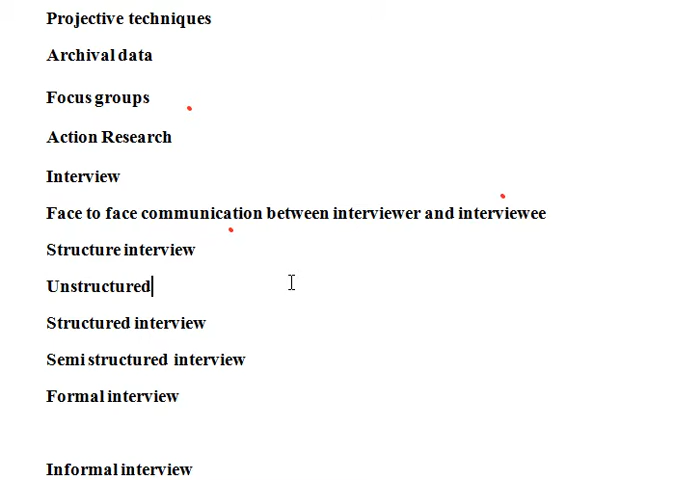 Projective techniques
Archival data
Focus groups
Action Research
Interview
Face to face communication between interviewer and interviewee
Structure interview
Unstructured
Structured interview
Semi structured interview
Formal interview
Informal interview